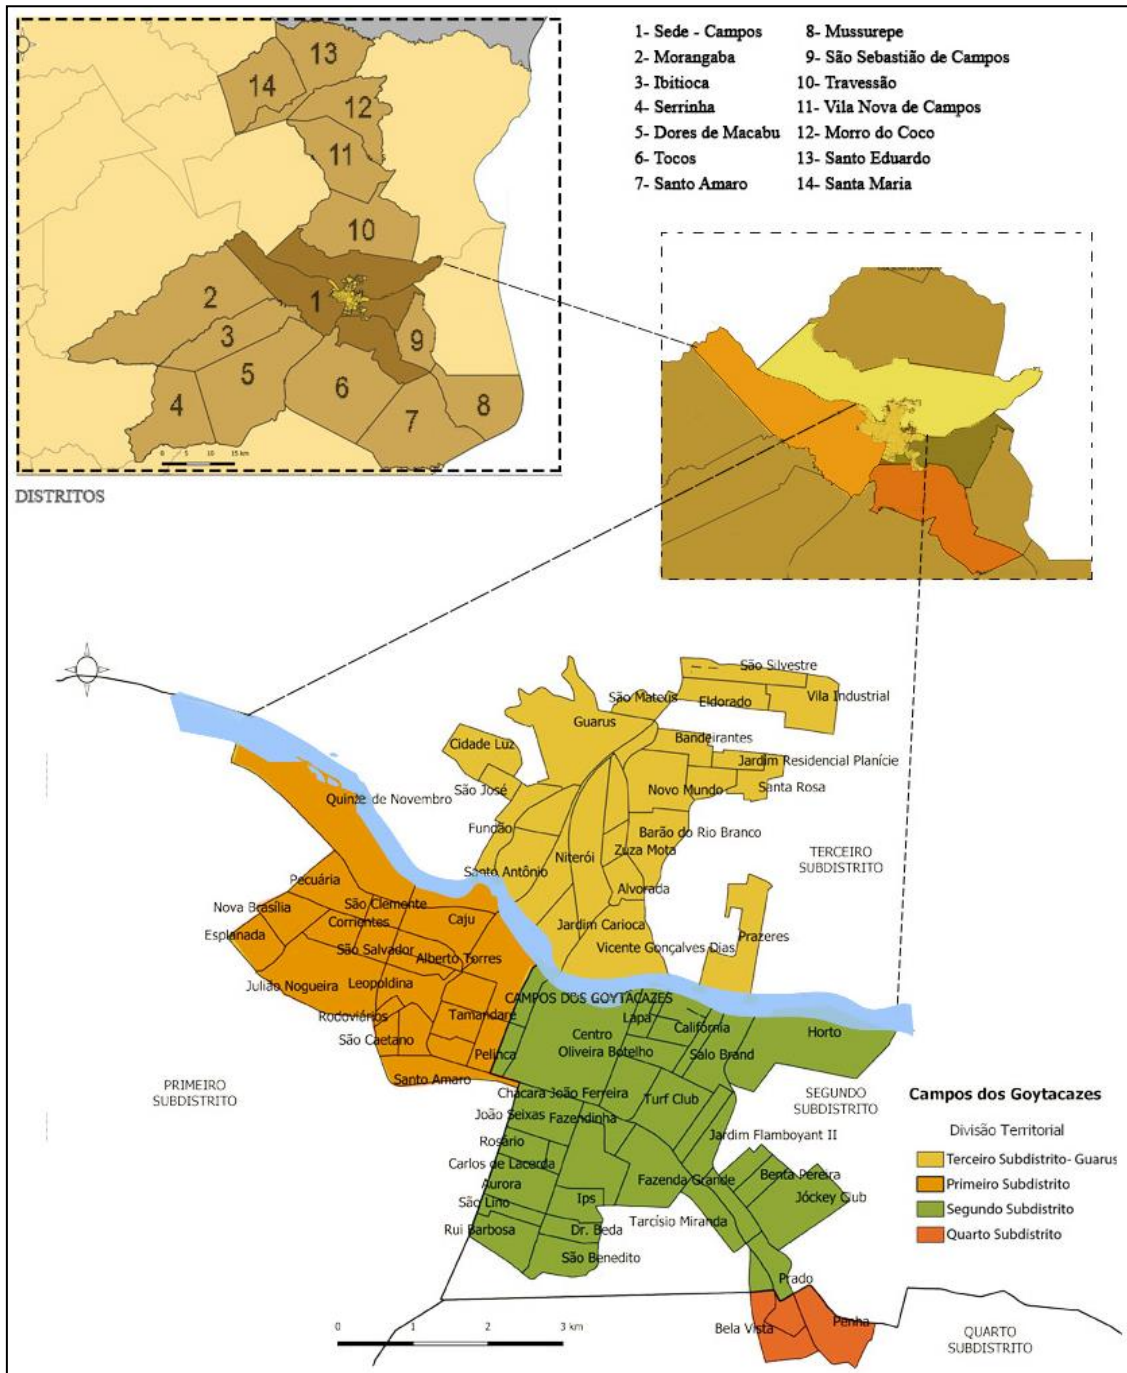 1- Sede - Campos
2- Morangaba
3- Ibitioca
4- Serrinha
5- Dores de Macabu
6- Tocos
7- Santo Amaro
8- Mussurepe
9- São Sebastião de Campos
10- Travessão
11- Vila Nova de Campos
12- Morro do Coco
13- Santo Eduardo
14- Santa Maria
13
14
12
11
10
2
1
3
9
5
6
4
7
8
0 5 10 15 km
DISTRITOS
São Silvestre
São Mateus
Eldorado
Vila Industrial
Guarus
Bandeirantes
Cidade Luz
Jardim Residencial Planície
São José
Novo Mundo
Santa Rosa
Quinze de Novembro
Fundão
Barão do Rio Branco
Zuza Mota
Niterói
TERCEIRO
SUBDISTRITO
Santo Antônio
Pecuária
Alvorada
São Clemente
Nova Brasília
Caju
Corrientes
Jardim Carioca
Esplanada
Prazeres
São Salvador
Vicente Gonçalves Dias
Alberto Torres
Julião Nogueira
Leopoldina
CAMPOS DOS GOYTACAZES
Rodoviários
Tamandaré
Lapa
Califórnia
Horto
Centro
São Caetano
Pelinca
Oliveira Botelho
Salo Brand
Santo Amaro
PRIMEIRO
SUBDISTRITO
Chácara João Ferreira
Turf Club
SEGUNDO
SUBDISTRITO
João Seixas
Fazendinha
Jardim Flamboyant II
Rosário
Carlos de Lacerda
Benta Pereira
Aurora
Fazenda Grande
Jóckey Club
São Lino
Ips
Tarcísio Miranda
Rui Barbosa
Dr. Beda
São Benedito
Prado
Bela Vista
Penha
QUARTO
SUBDISTRITO
0 1 2 3 km
Campos dos Goytacazes
Divisão Territorial
Terceiro Subdistrito- Guarus
Primeiro Subdistrito
Segundo Subdistrito
Quarto Subdistrito